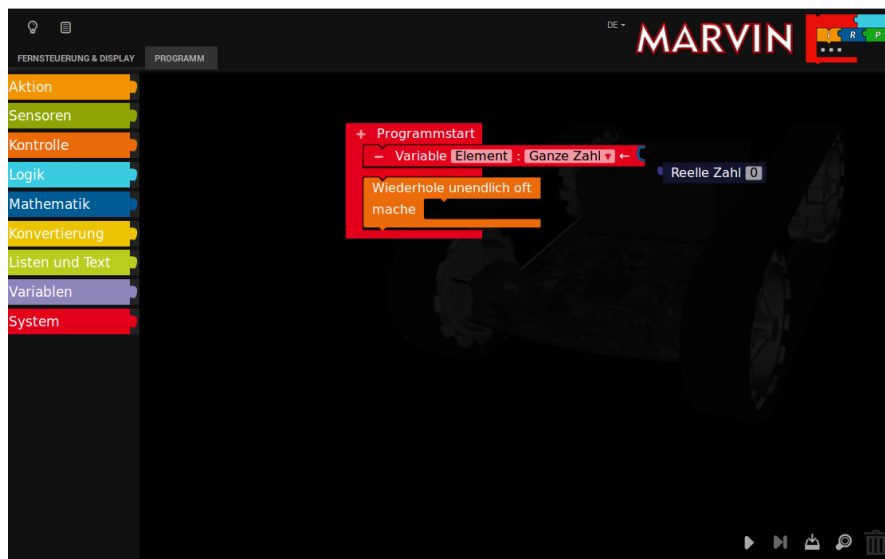 DE
MARVIN
i R P
FERNSTEUERUNG & DISPLAY PROGRAMM
Aktion
Sensoren
Kontrolle
Logik
Mathematik
Konvertierung
Listen und Text
Variablen
System
+ Programmstart
− Variable Element : Ganze Zahl ←
Reelle Zahl 0
Wiederhole unendlich oft
mache